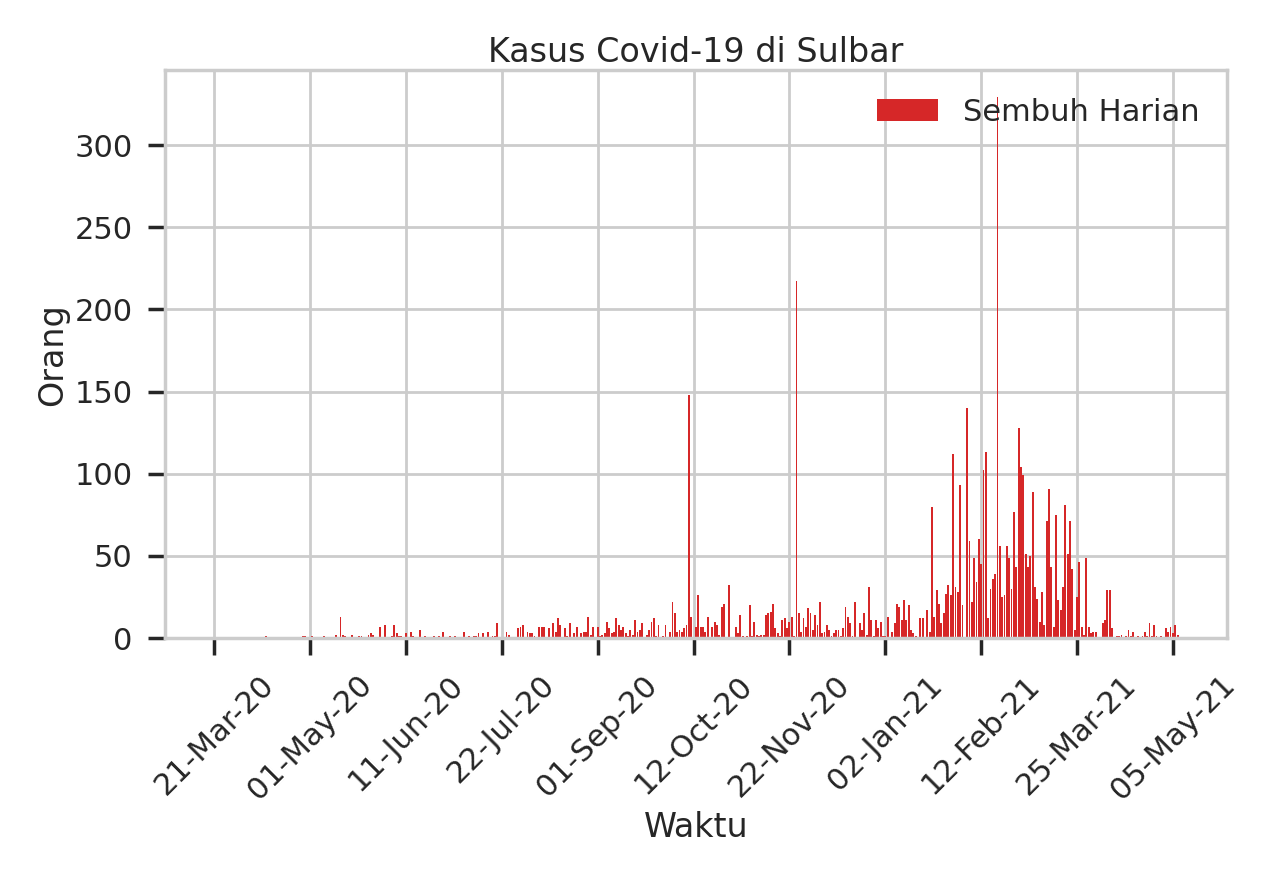 Kasus Covid-19 di Sulbar
Sembuh Harian
Orang
300
250
200
150
100
50
0
21-Mar-20
01-May-20
11-Jun-20
22-Jul-20
01-Sep-20
12-Oct-20
22-Nov-20
02-Jan-21
12-Feb-21
25-Mar-21
05-May-21
Waktu